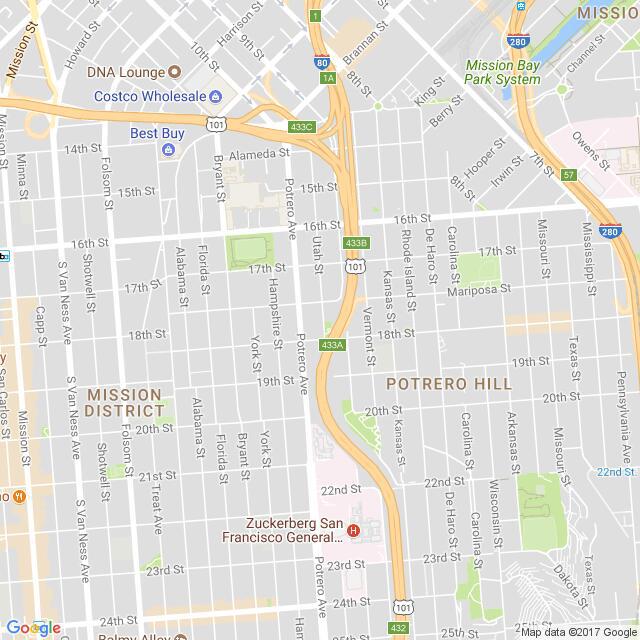 Mission St
Howard St
10th St
Harrison St
9th St
1
80
Brannan St
280
MISSIO
Channel St
DNA Lounge
1A
8th St
Mission Bay
Park System
Costco Wholesale
King St
Berry St
101
433C
Best Buy
Owens St
Mission St
Minna St
14th St
Folsom St
Bryant St
Alameda St
Hooper St
Irwin St
7th St
57
15th St
Potrero Ave
15th St
8th St
16th St
16th St
280
16th St
Utah St
433B
Rhode Island St
De Haro St
Carolina St
17th St
Missouri St
Mississippi St
S Van Ness Ave
Shotwell St
Alabama St
Florida St
17th St
101
Kansas St
Mariposa St
17th St
Hampshire St
Capp St
Vermont St
18th St
18th St
York St
Potrero Ave
433A
Texas St
19th St
San Carlos St
Mission St
S Van Ness Ave
MISSION
DISTRICT
19th St
POTRERO HILL
20th St
Pennsylvania Ave
Alabama St
Florida St
20th St
20th St
Kansas St
Carolina St
Arkansas St
Missouri St
Folsom St
Shotwell St
Bryant St
York St
21st St
22nd St.
Treat Ave
22nd St
De Haro St
Wisconsin St
Zuckerberg San
Francisco General...
H
Carolina St
Dakota St
S Van Ness Ave
23rd St
23rd St
Potrero Ave
101
24th St
24th St
432
25th St
25th St
Balmy Alley
Google
Map data ©2017 Google